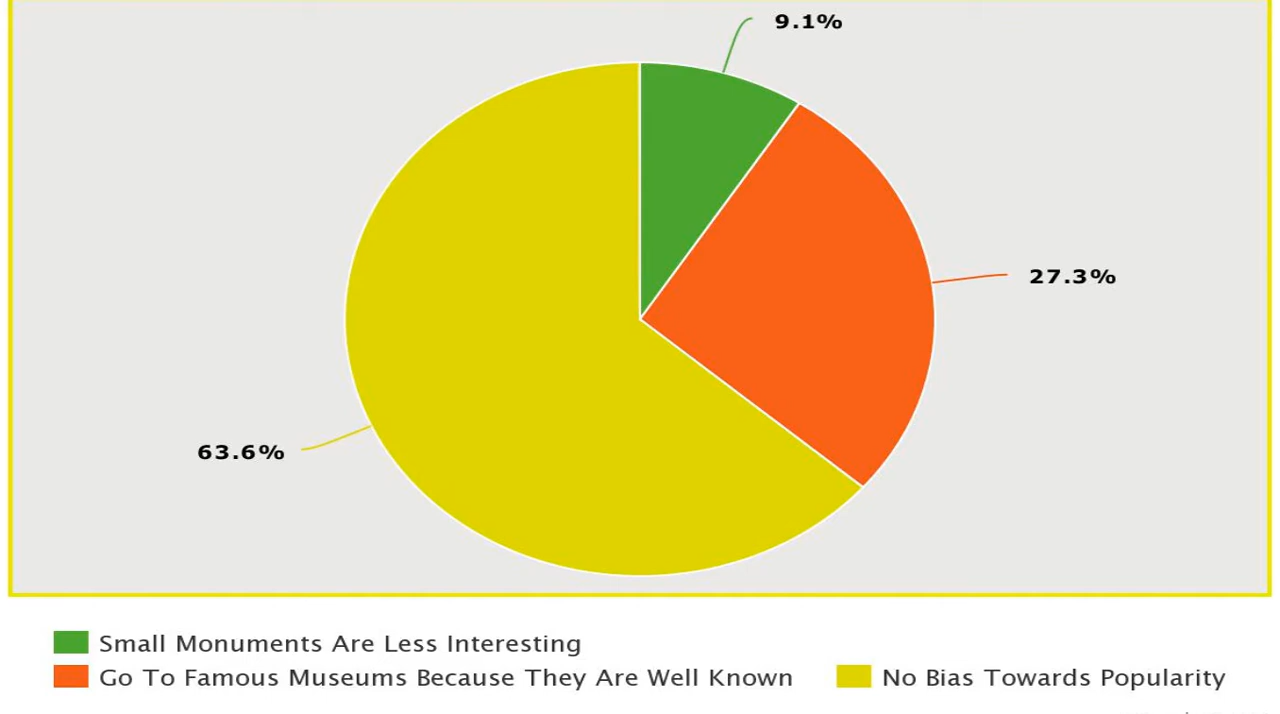 9.1%
27.3%
63.6%
Small Monuments Are Less Interesting
Go To Famous Museums Because They Are Well Known
No Bias Towards Popularity